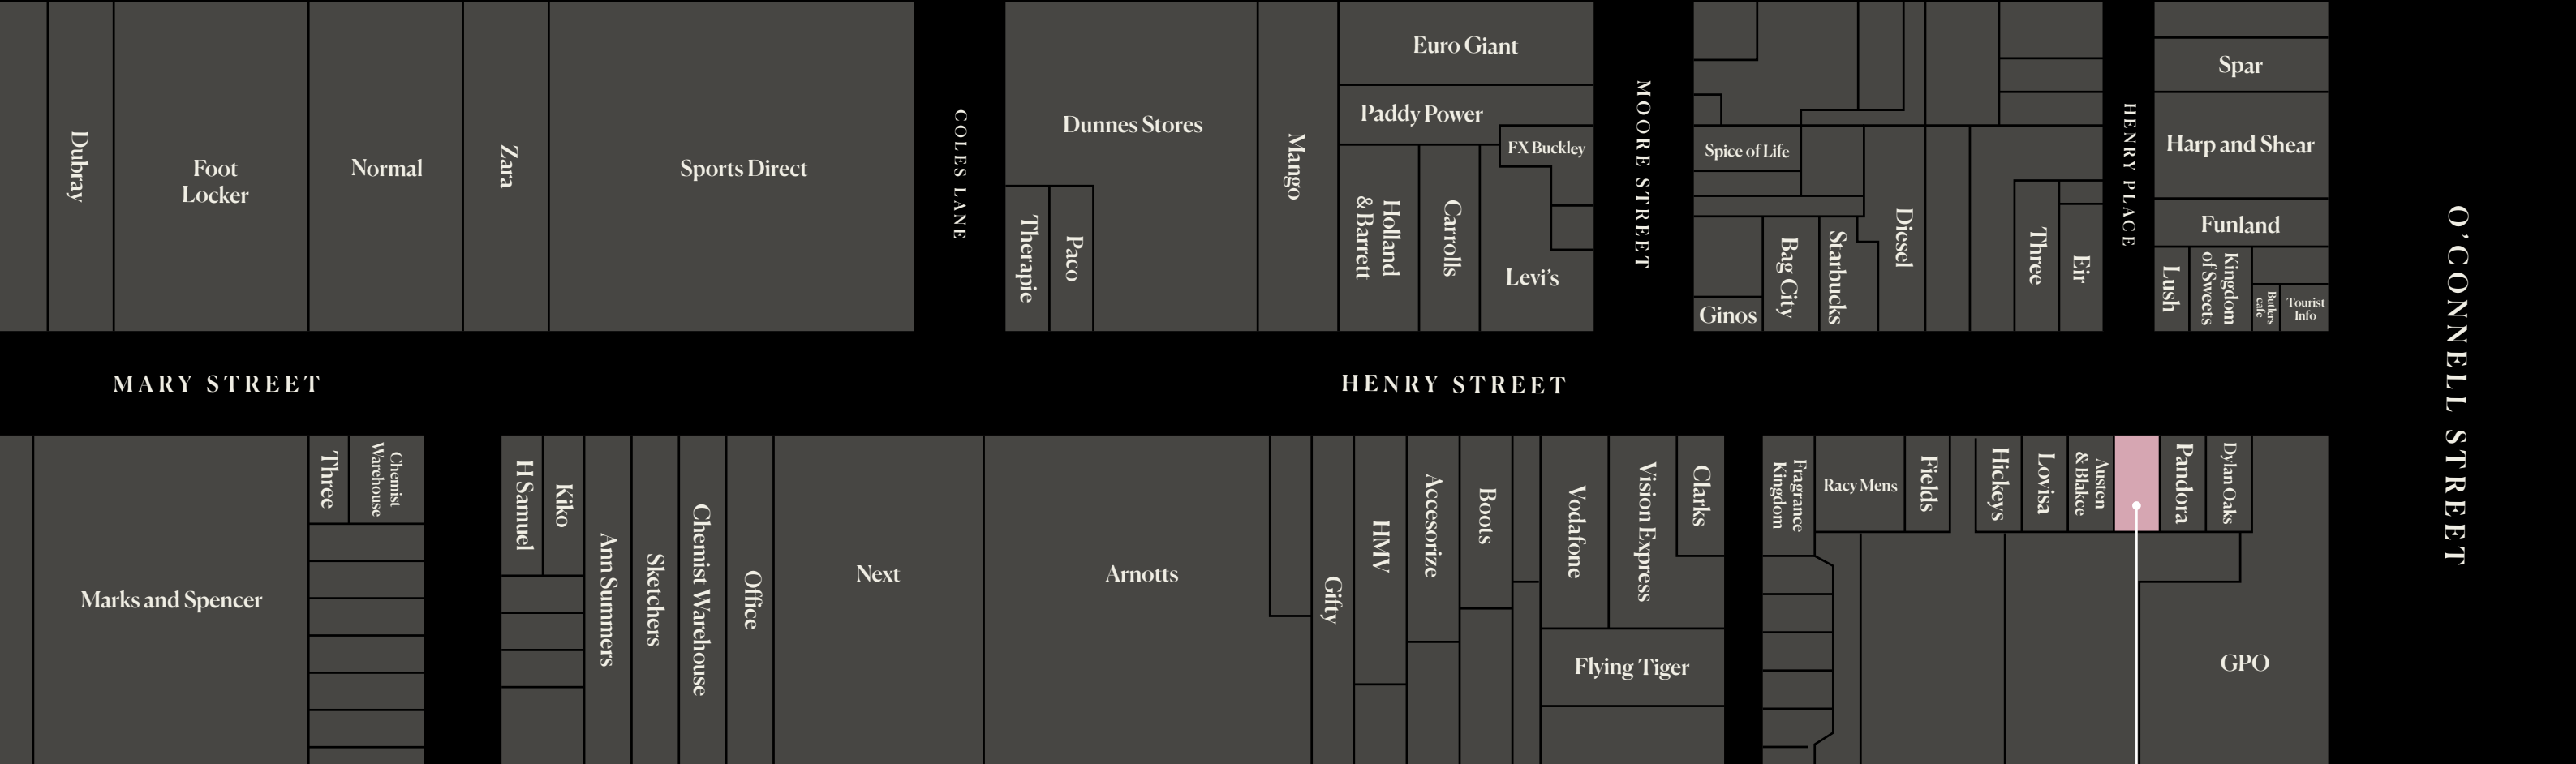 Dubray
Foot
Locker
Normal
Zara
Sports Direct
COLES LANE
Dunnes Stores
Therapie
Paco
Mango
Euro Giant
Paddy Power
FX Buckley
Holland
& Barrett
Carrolls
Levi's
MOORE STREET
Spice of Life
Ginos
Bag City
Starbucks
Diesel
Three
Eir
HENRY PLACE
Spar
Harp and Shear
Funland
Lush
Kingdom
of Sweets
Butlers
cafe
Tourist
Info
O'CONNELL STREET
MARY STREET
HENRY STREET
Marks and Spencer
Three
Chemist
Warehouse
H Samuel
Kiko
Ann Summers
Sketchers
Chemist Warehouse
Office
Next
Arnotts
Gifty
HMV
Accesorize
Boots
Vodafone
Vision Express
Clarks
Flying Tiger
Fragrance
Kingdom
Racy Mens
Fields
Hickeys
Lovisa
Austen
& Blakce
Pandora
Dylan Oaks
GPO